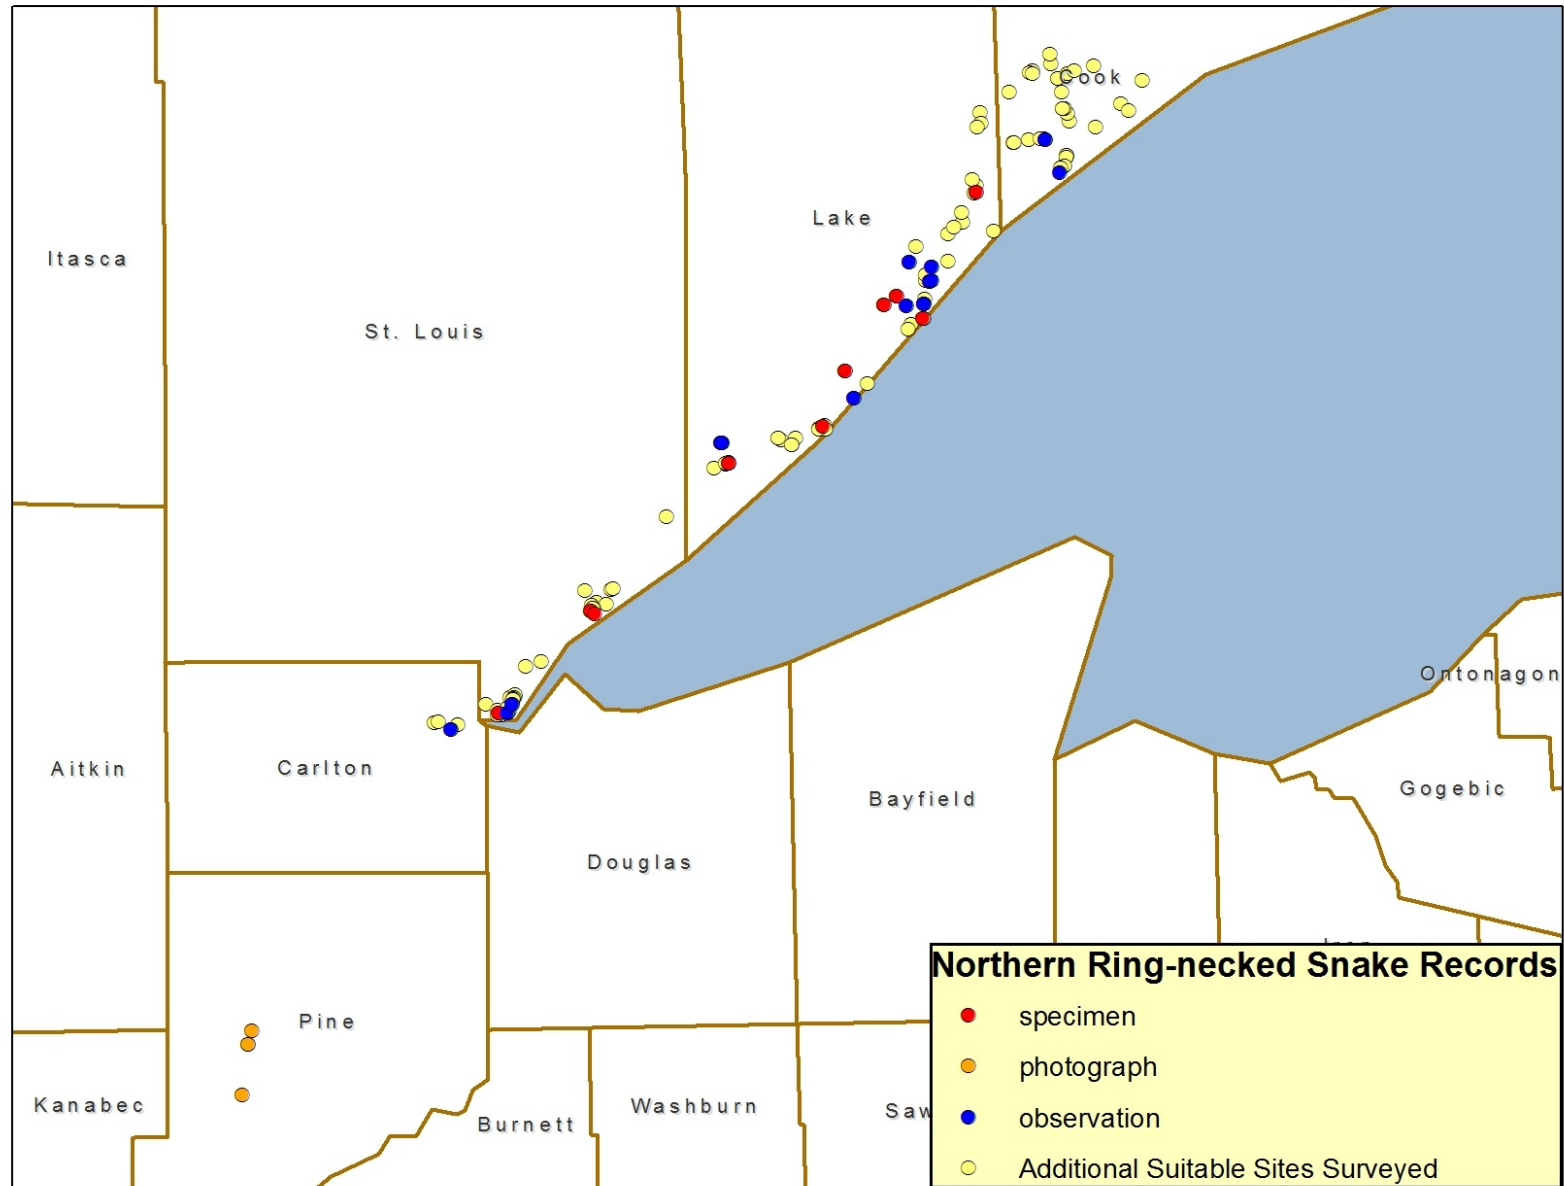 Cook
Lake
Itasca
St. Louis
Ontonagon
Aitkin
Carlton
Gogebic
Bayfield
Douglas
Pine
Kanabec
Washburn
Burnett
Northern Ring-necked Snake Records
specimen
photograph
observation
Additional Suitable Sites Surveyed